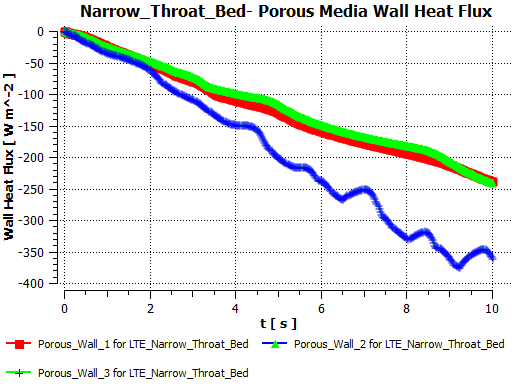 Narrow_Throat_Bed- Porous Media Wall Heat Flux
0
-50
-100
-150
-200
-250
-300
-350
-400
Wall Heat Flux [ W m^-2 ]
0 2 4 6 8 10
t [ s ]
Porous_Wall_1 for LTE_Narrow_Throat_Bed Porous_Wall_2 for LTE_Narrow_Throat_Bed
Porous_Wall_3 for LTE_Narrow_Throat_Bed